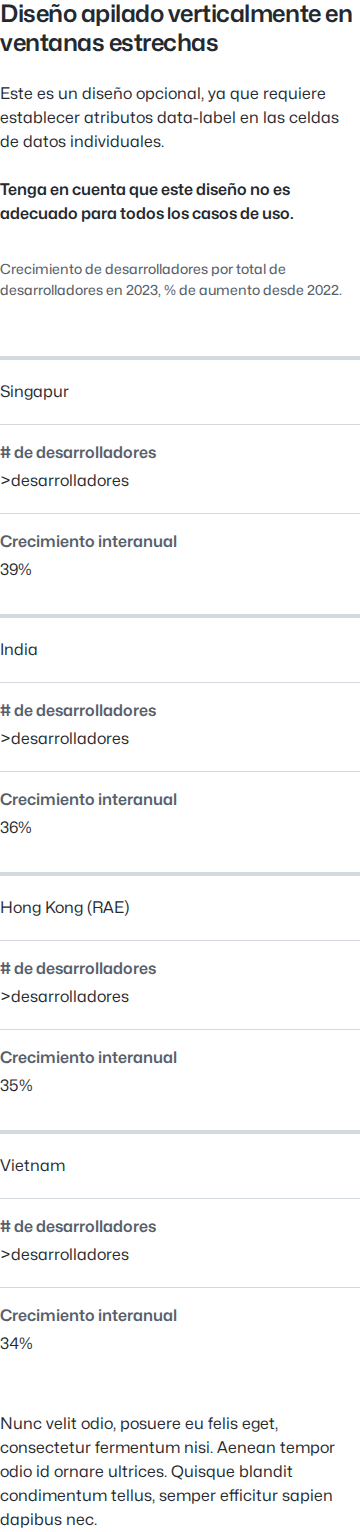 Diseño apilado verticalmente en
ventanas estrechas
Este es un diseño opcional, ya que requiere
establecer atributos data-label en las celdas
de datos individuales.
Tenga en cuenta que este diseño no es
adecuado para todos los casos de uso.
Crecimiento de desarrolladores por total de
desarrolladores en 2023, % de aumento desde 2022.
Singapur
# de desarrolladores
>desarrolladores
Crecimiento interanual
39%
India
# de desarrolladores
>desarrolladores
Crecimiento interanual
36%
Hong Kong (RAE)
# de desarrolladores
>desarrolladores
Crecimiento interanual
35%
Vietnam
# de desarrolladores
>desarrolladores
Crecimiento interanual
34%
Nunc velit odio, posuere eu felis eget,
consectetur fermentum nisi. Aenean tempor
odio id ornare ultrices. Quisque blandit
condimentum tellus, semper efficitur sapien
dapibus nec.